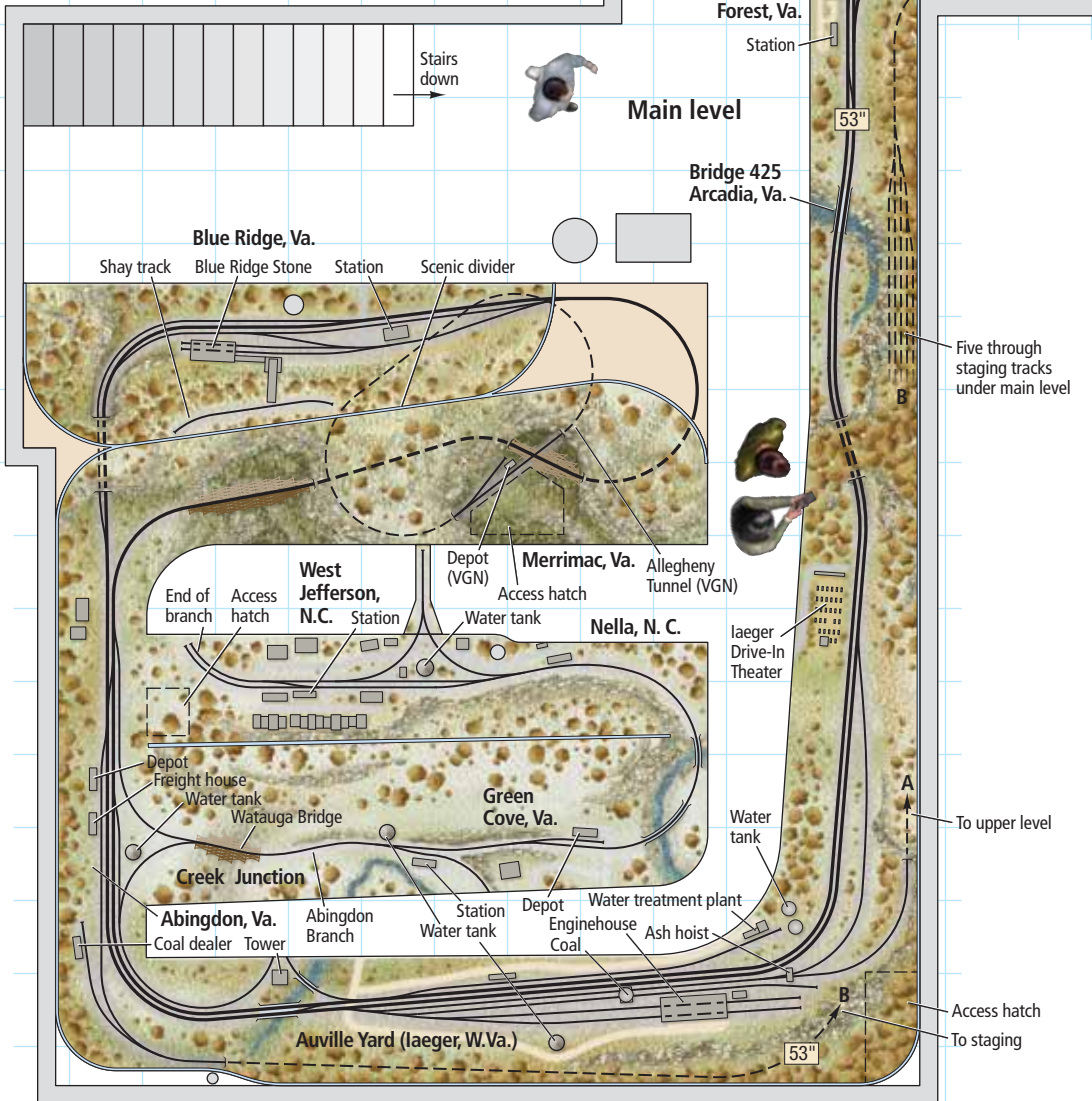 Forest, Va.
Station
Stairs
down
Main level
53"
Bridge 425
Arcadia, Va.
Blue Ridge, Va.
Shay track
Blue Ridge Stone
Station
Scenic divider
Five through
staging tracks
under main level
B
Depot
(VGN)
Merrimac, Va.
Access hatch
Allegheny
Tunnel (VGN)
West
Jefferson,
N.C.
End of
branch
Access
hatch
Station
Water tank
Nella, N. C.
Iaeger
Drive-In
Theater
Depot
Freight house
Water tank
Watauga Bridge
Green
Cove, Va.
A
To upper level
Water
tank
Creek Junction
Abingdon, Va.
Abingdon
Branch
Station
Water tank
Depot
Water treatment plant
Enginehouse
Ash hoist
Coal
Coal dealer
Tower
B
Access hatch
To staging
Auville Yard (Iaeger, W.Va.)
53"